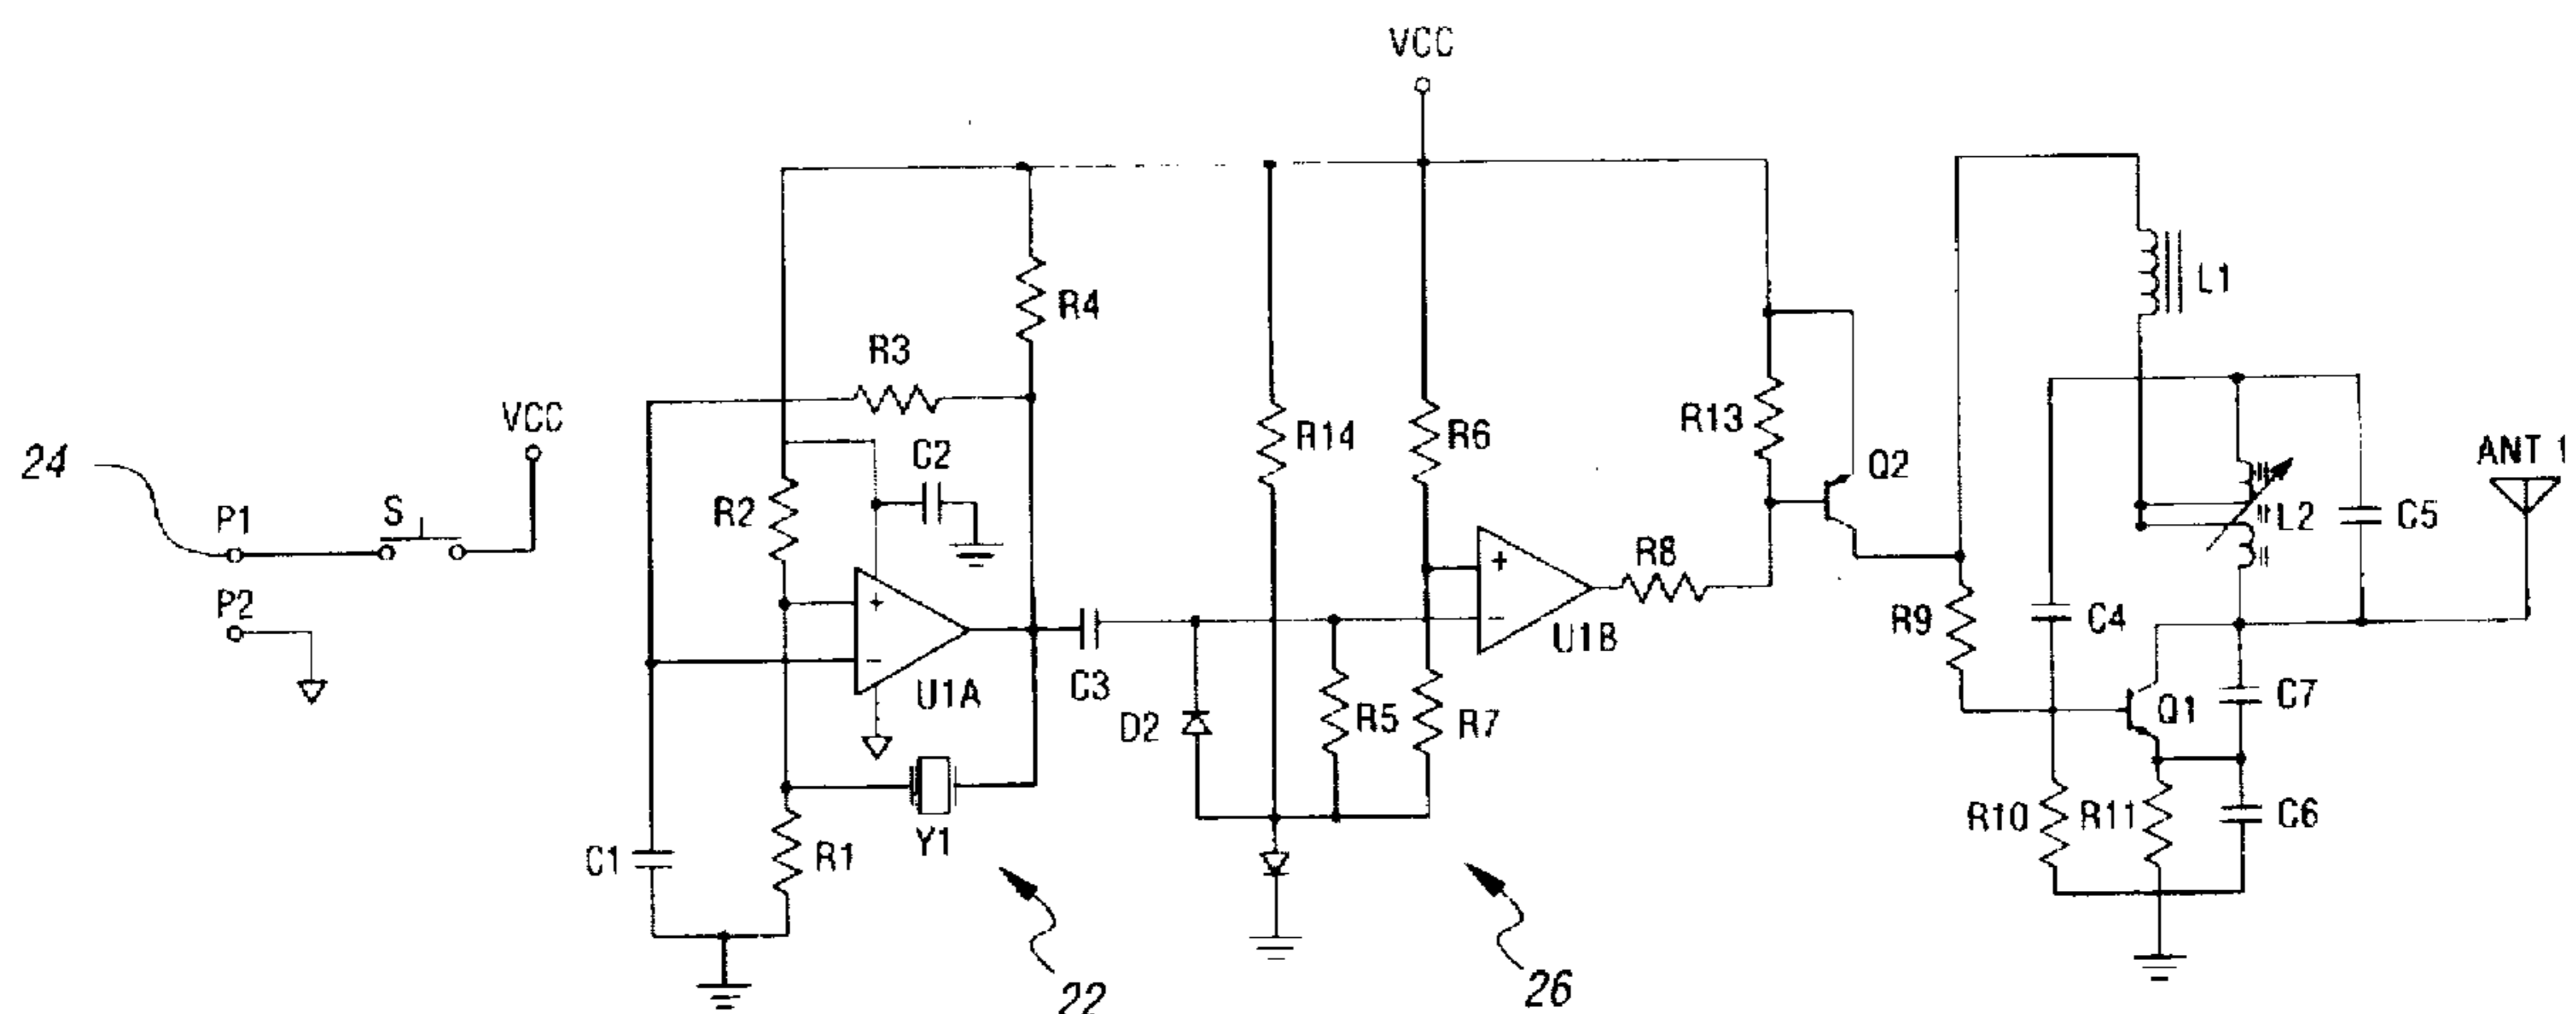 VCC
R4
L1
R3
VCC
24
P1
S
C2
R2
R14
R6
R13
Q2
ANT 1
L2
C5
P2
+
-
U1A
C3
+
-
U1B
R8
R9
C4
D2
R5
R7
Q1
C7
Y1
C1
R1
R10
R11
C6
22
26